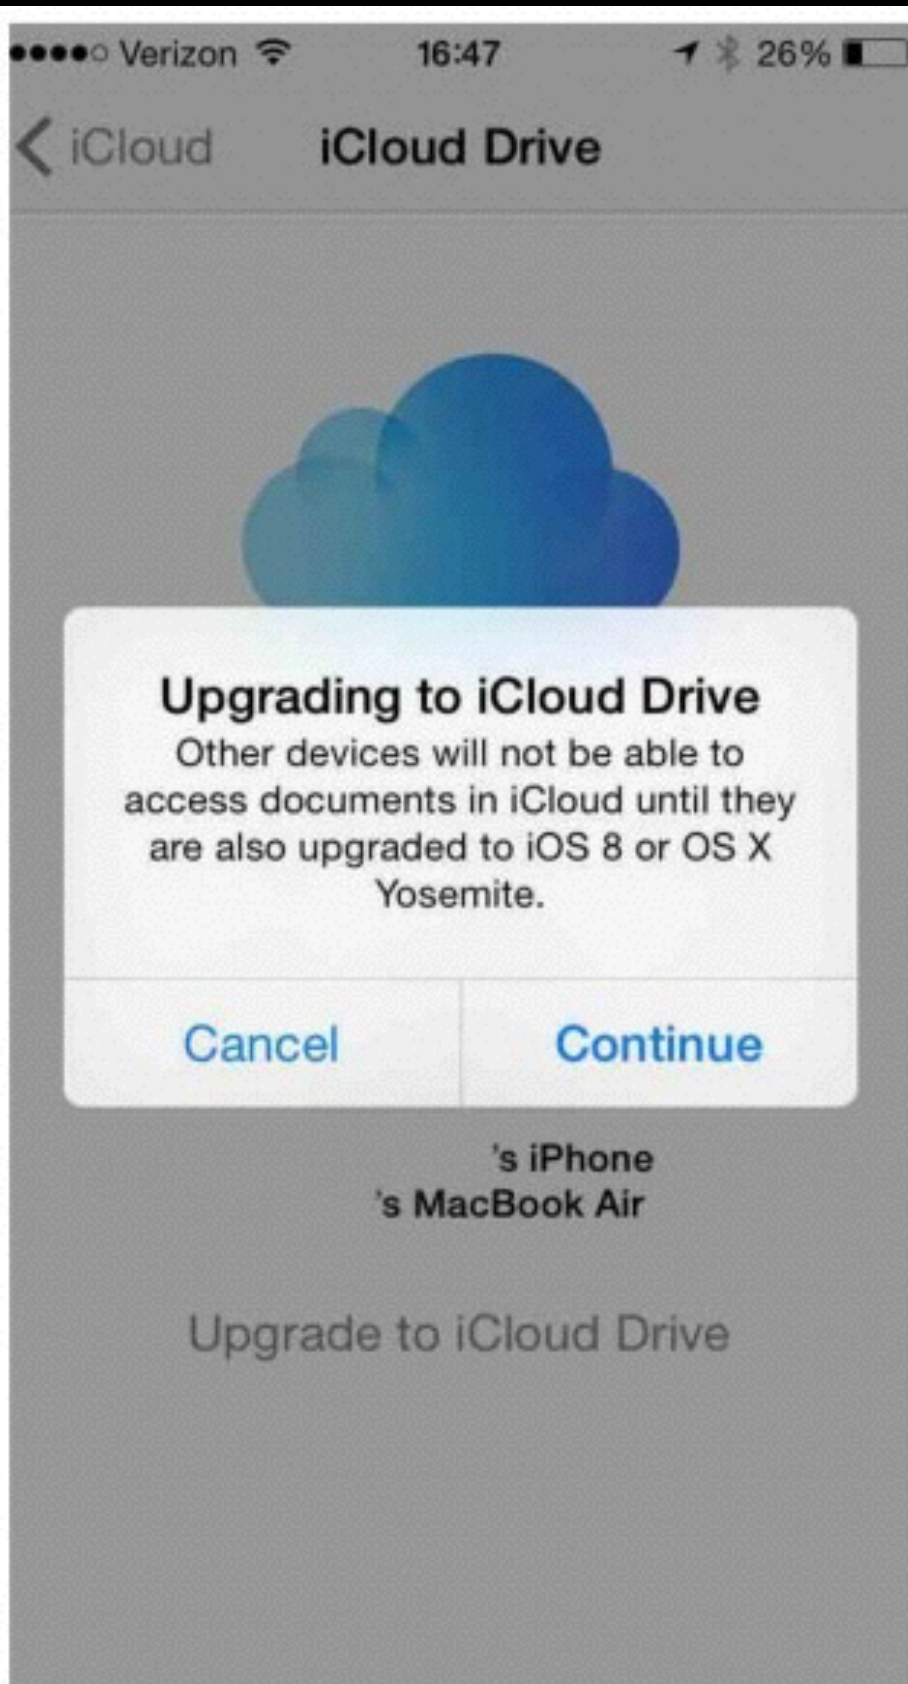 Verizon 16:47 26%
iCloud iCloud Drive
Upgrading to iCloud Drive
Other devices will not be able to
access documents in iCloud until they
are also upgraded to iOS 8 or OS X
Yosemite.
Cancel Continue
's iPhone
's MacBook Air
Upgrade to iCloud Drive